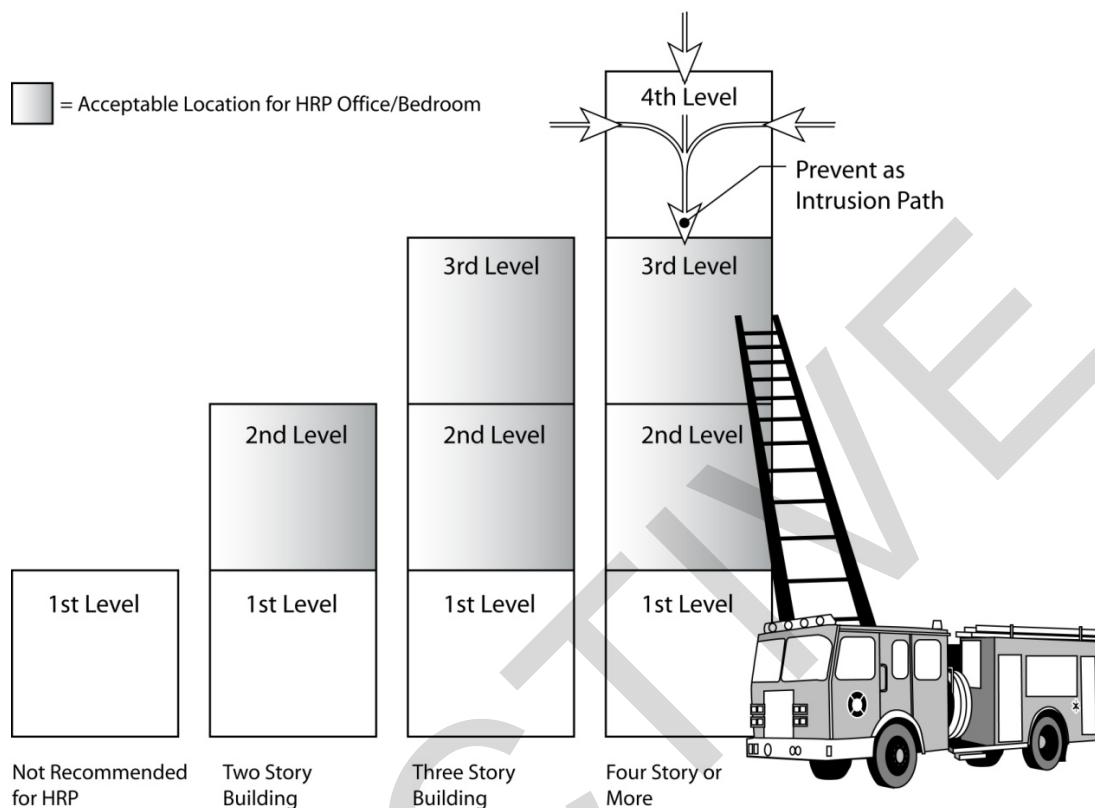 = Acceptable Location for HRP Office/Bedroom
4th Level
Prevent as
Intrusion Path
3rd Level
3rd Level
2nd Level
2nd Level
2nd Level
1st Level
1st Level
1st Level
1st Level
Not Recommended
for HRP
Two Story
Building
Three Story
Building
Four Story or
More
CTIVE